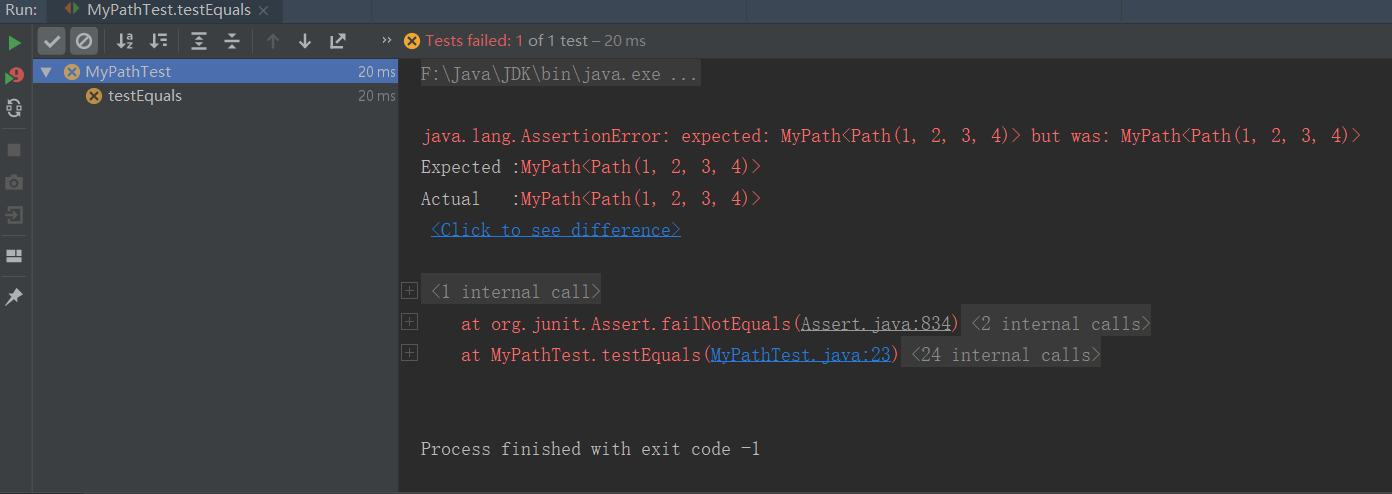 Run: MyPathTest.testEquals ×
Tests failed: 1 of 1 test – 20 ms
MyPathTest 20 ms
testEquals 20 ms
F:\Java\JDK\bin\java.exe ...
java.lang.AssertionError: expected: MyPath<Path(1, 2, 3, 4)> but was: MyPath<Path(1, 2, 3, 4)>
Expected :MyPath<Path(1, 2, 3, 4)>
Actual   :MyPath<Path(1, 2, 3, 4)>
<Click to see difference>
<1 internal call>
at org.junit.Assert.failNotEquals(Assert.java:834) <2 internal calls>
at MyPathTest.testEquals(MyPathTest.java:23) <24 internal calls>
Process finished with exit code -1